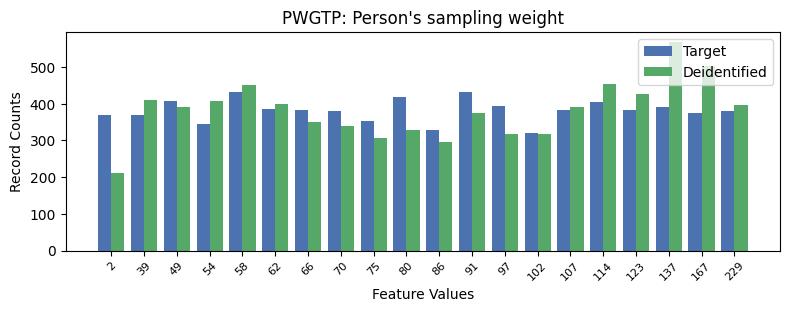 PWGTP: Person's sampling weight
Target
Deidentified
Record Counts
500
400
300
200
100
0
2 39 49 54 58 62 66 70 75 80 86 91 97 102 107 114 123 137 167 229
Feature Values